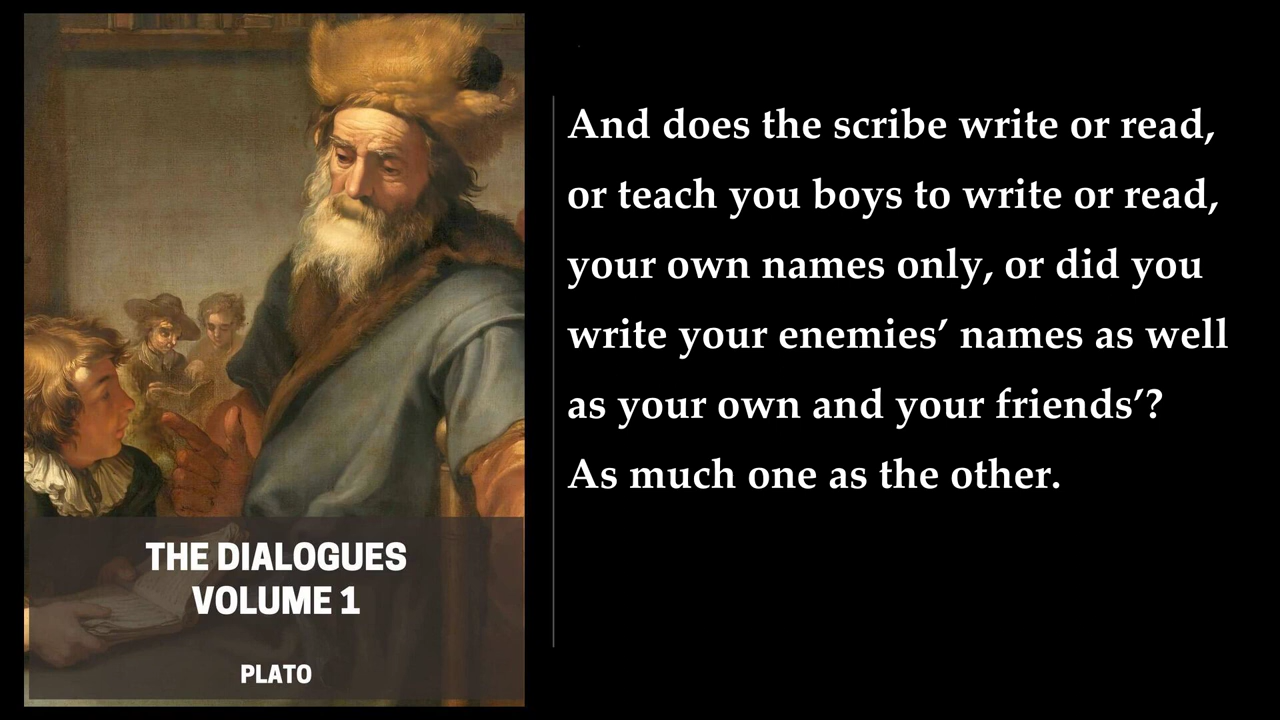 And does the scribe write or read,
or teach you boys to write or read,
your own names only, or did you
write your enemies’ names as well
as your own and your friends’?
As much one as the other.
THE DIALOGUES
VOLUME 1
PLATO